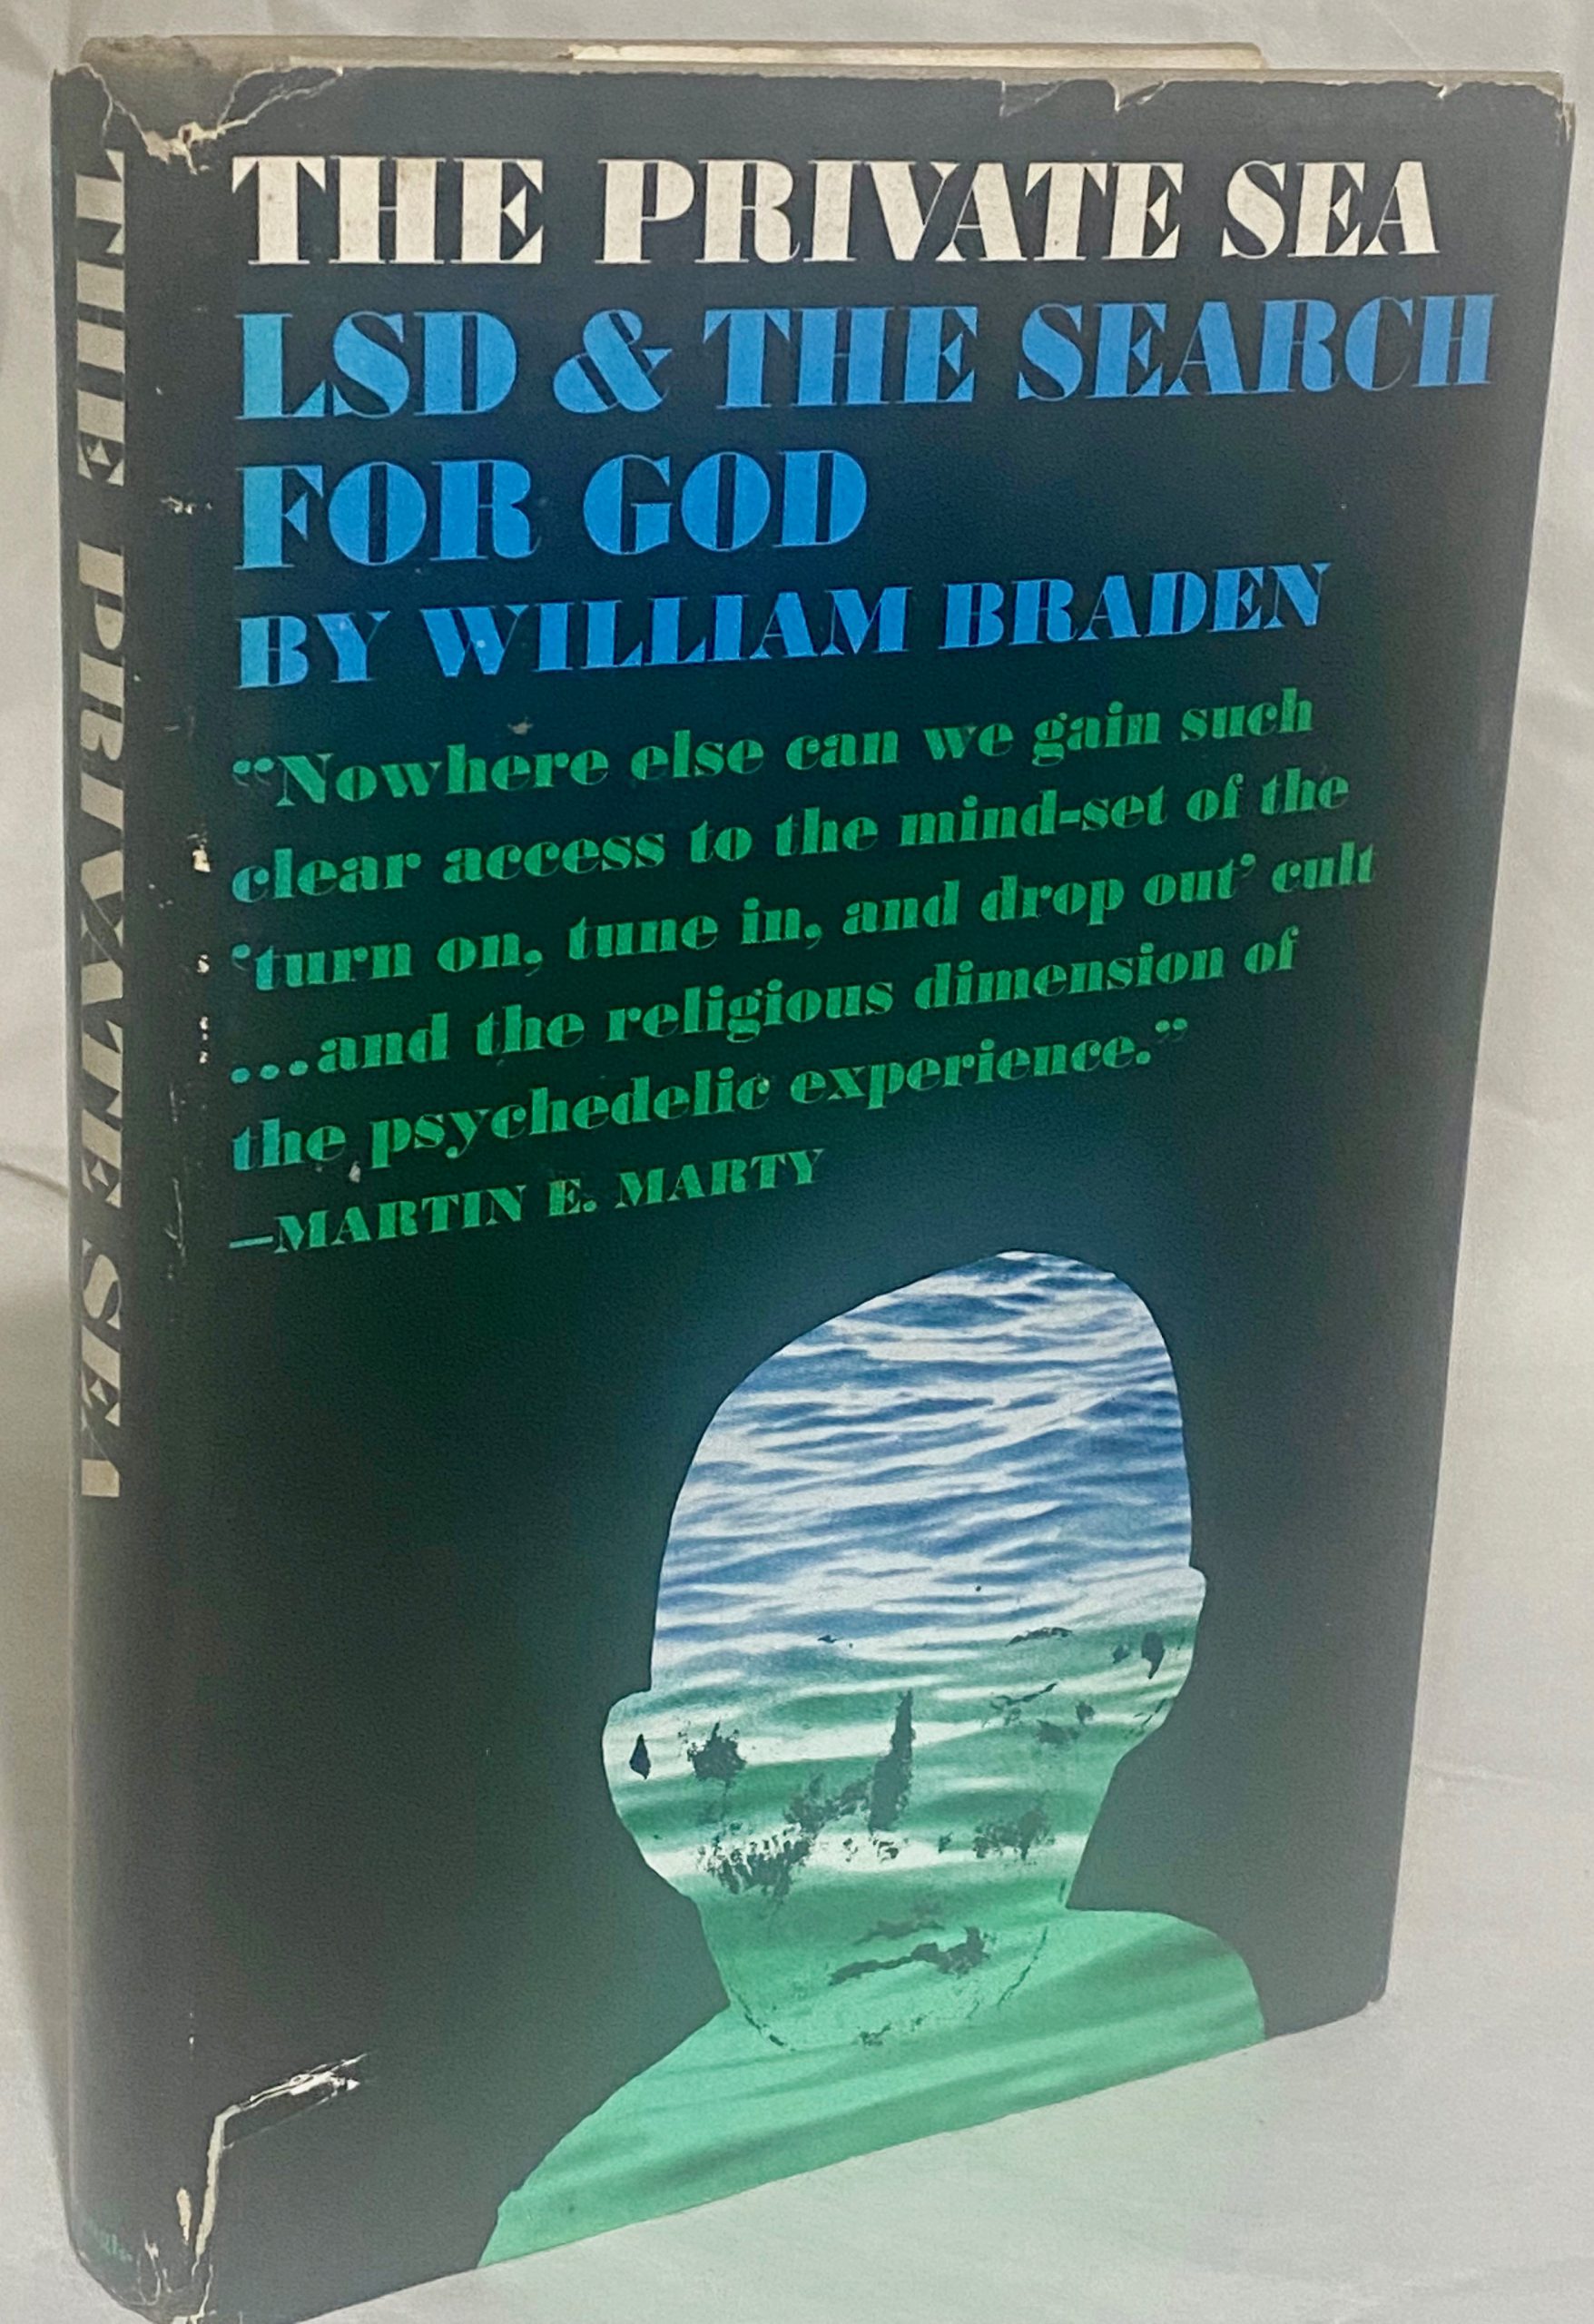 THE PRIVATE SEA
THE PRIVATE SEA
LSD & THE SEARCH
FOR GOD
BY WILLIAM BRADEN
“Nowhere else can we gain such
clear access to the mind-set of the
‘turn on, tune in, and drop out’ cult
...and the religious dimension of
the psychedelic experience.”
—MARTIN E. MARTY